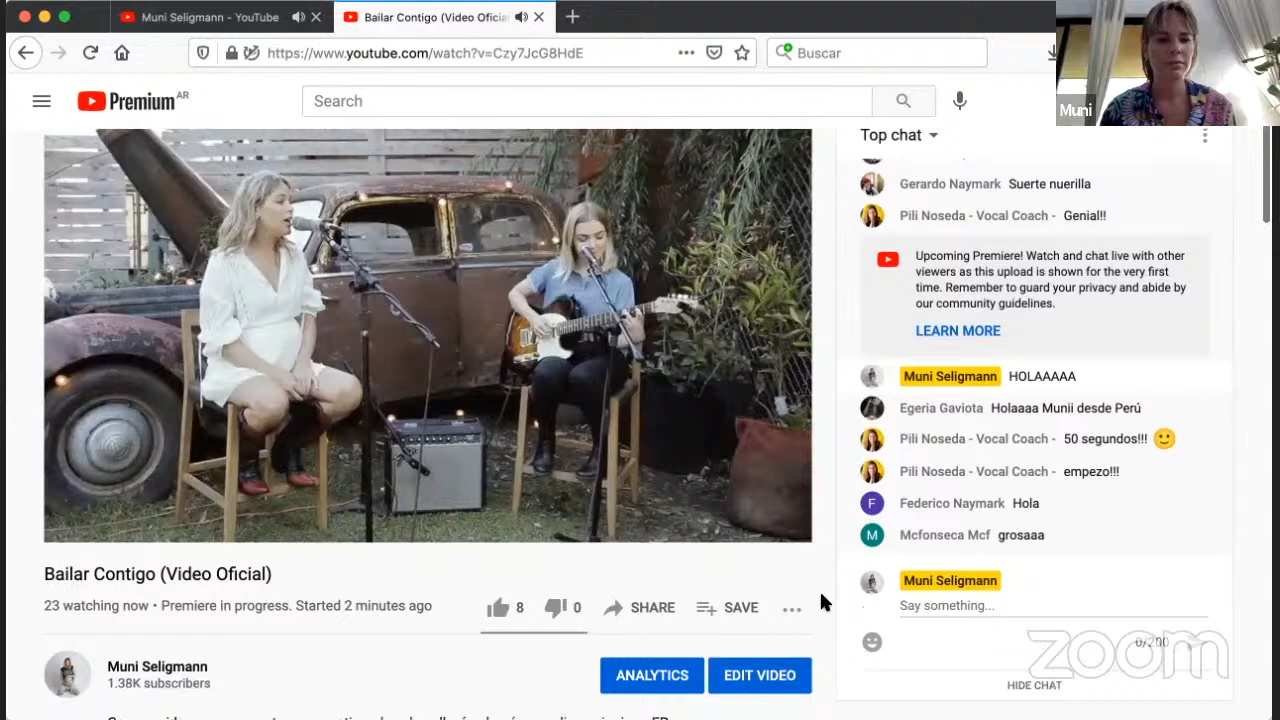 Muni Seligmann - YouTube
Bailar Contigo (Video Oficial
https://www.youtube.com/watch?v=Czy7JcG8HdE
Buscar
Muni
Premium AR
Search
Top chat
Gerardo Naymark Suerte nuerilla
Pili Noseda - Vocal Coach - Genial!!
Upcoming Premiere! Watch and chat live with other
viewers as this upload is shown for the very first
time. Remember to guard your privacy and abide by
our community guidelines.
LEARN MORE
Muni Seligmann HOLAAAAA
Egeria Gaviota Holaaaa Munii desde Perú
Pili Noseda - Vocal Coach - 50 segundos!!!
Pili Noseda - Vocal Coach - empezo!!!
F Federico Naymark Hola
M Mcfonseca Mcf grosaaa
Muni Seligmann
Say something...
0/200
zoom
HIDE CHAT
Bailar Contigo (Video Oficial)
23 watching now • Premiere in progress. Started 2 minutes ago
8 0 SHARE SAVE
Muni Seligmann
1.38K subscribers
ANALYTICS EDIT VIDEO